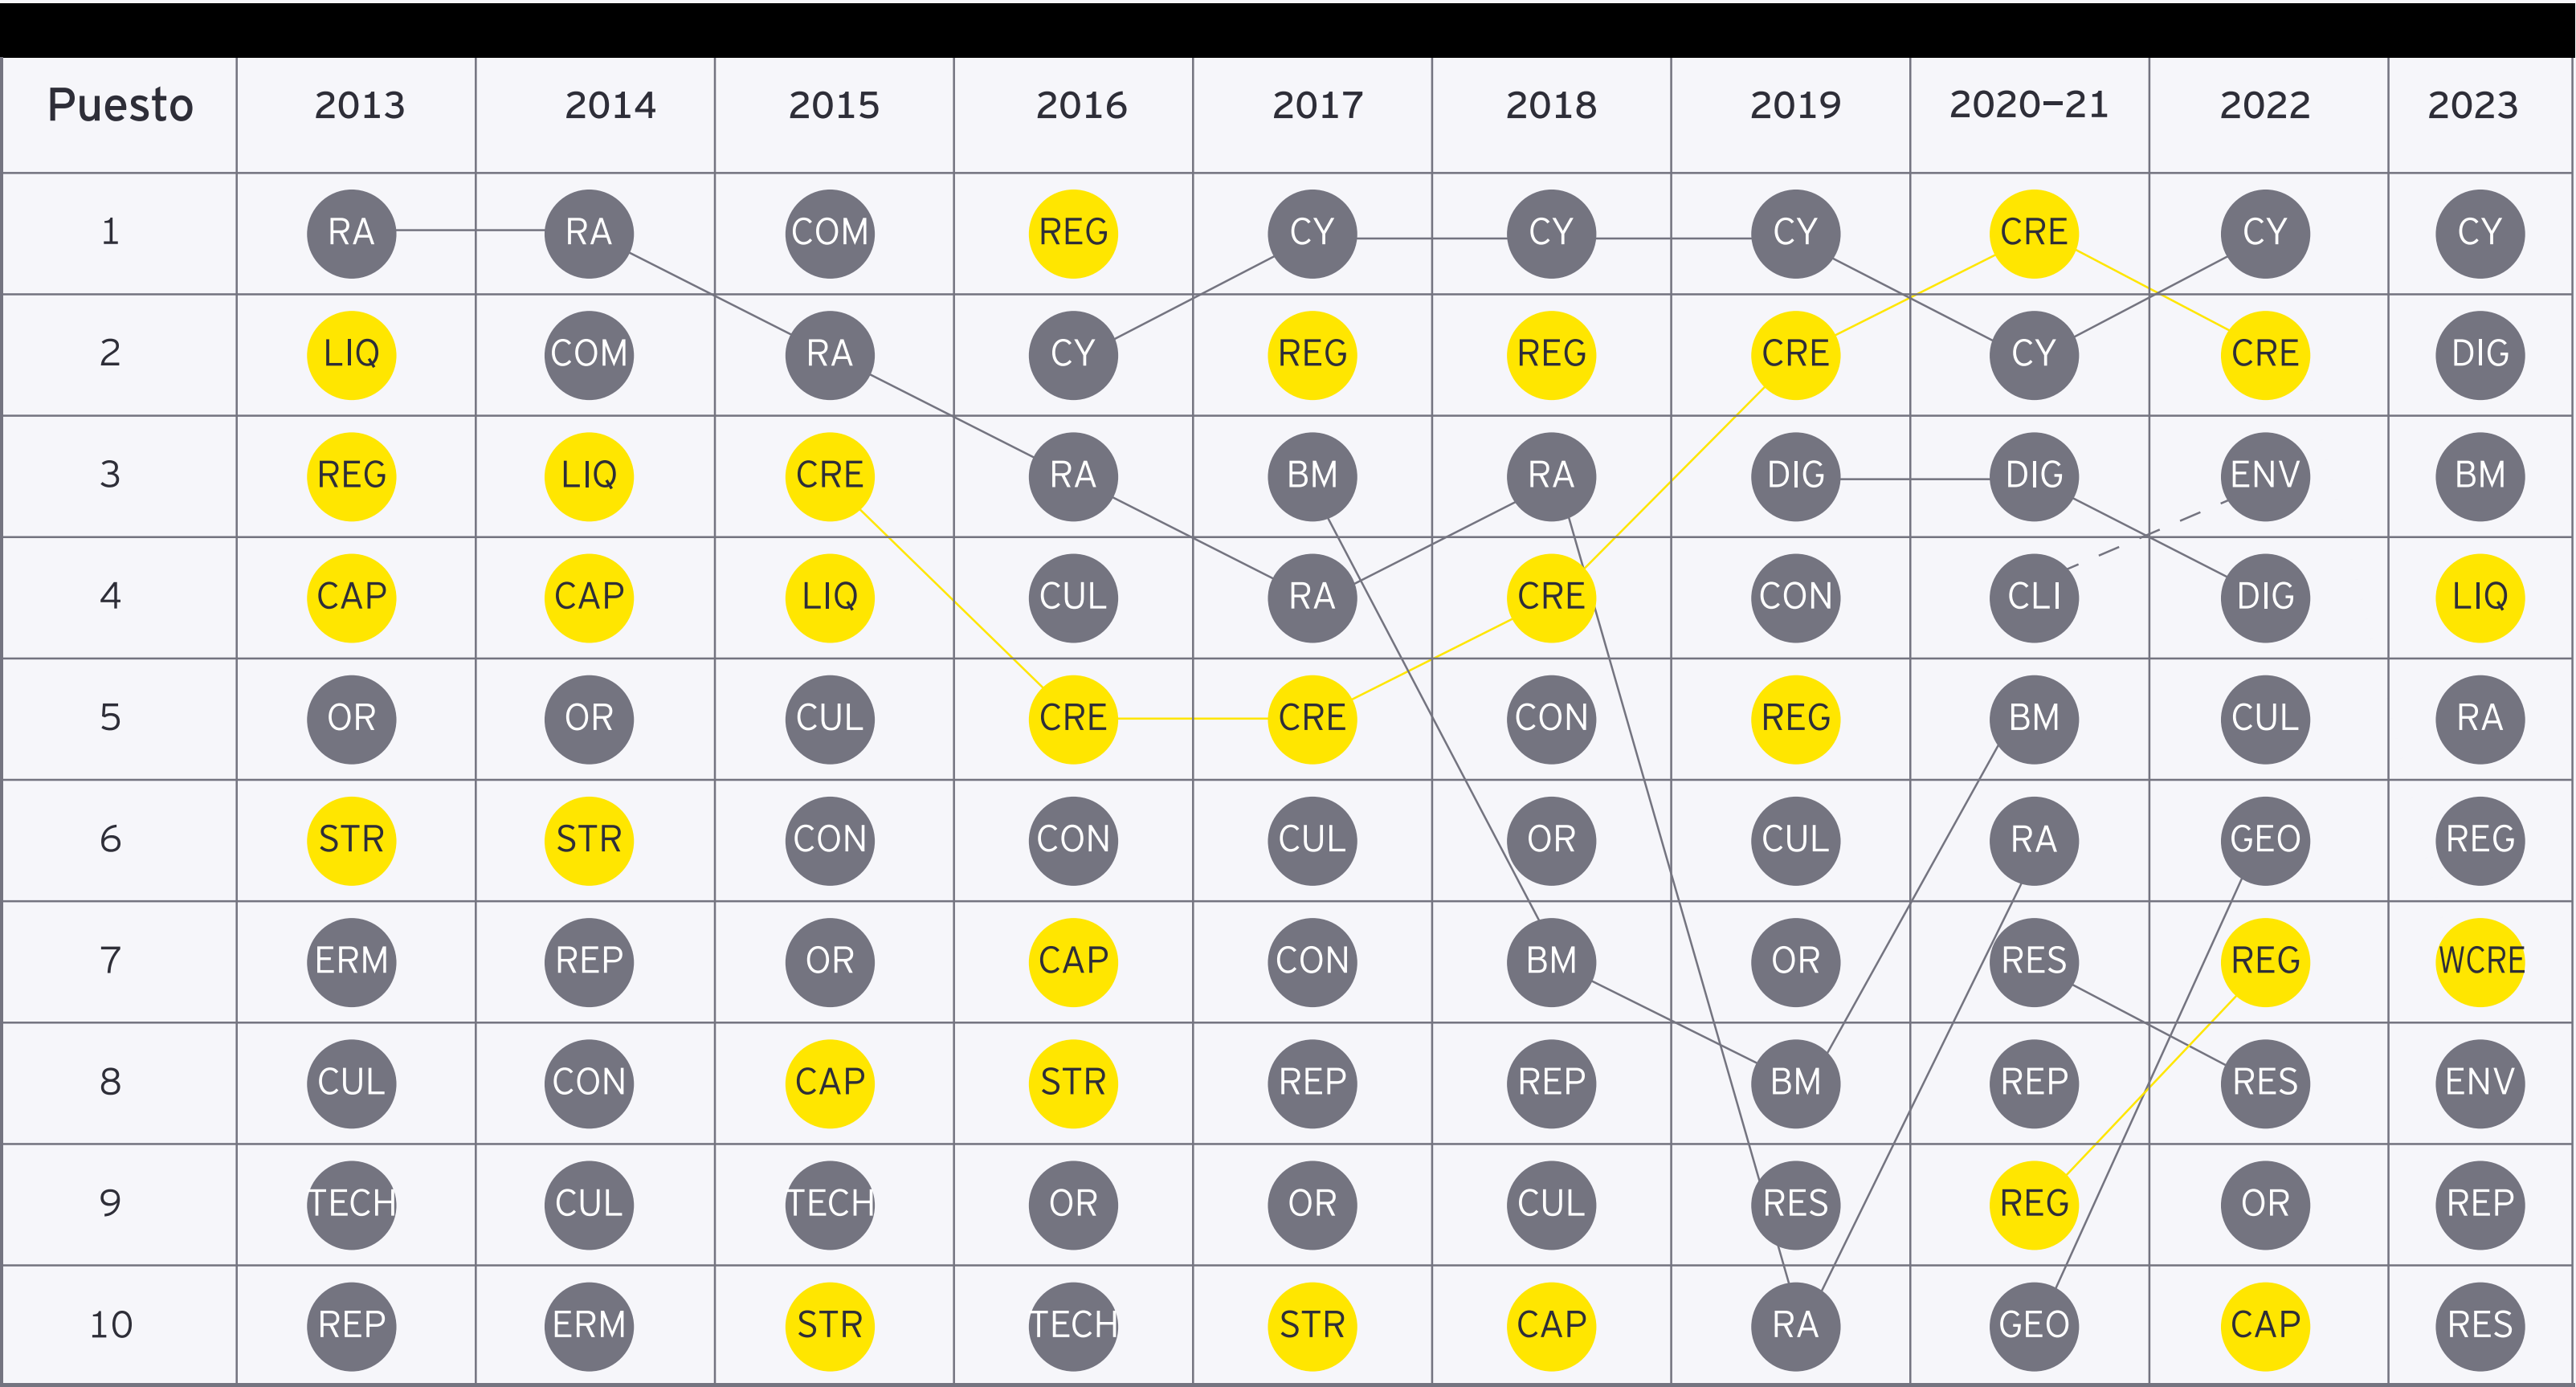 Puesto 2013 2014 2015 2016 2017 2018 2019 2020–21 2022 2023
1 RA RA COM REG CY CY CY CRE CY CY
2 LIQ COM RA CY REG REG CRE CY CRE DIG
3 REG LIQ CRE RA BM RA DIG DIG ENV BM
4 CAP CAP LIQ CUL RA CRE CON CLI DIG LIQ
5 OR OR CUL CRE CRE CON REG BM CUL RA
6 STR STR CON CON CUL OR CUL RA GEO REG
7 ERM REP OR CAP CON BM OR RES REG WCRE
8 CUL CON CAP STR REP REP BM REP RES ENV
9 TECH CUL TECH OR OR CUL RES REG OR REP
10 REP ERM STR TECH STR CAP RA GEO CAP RES